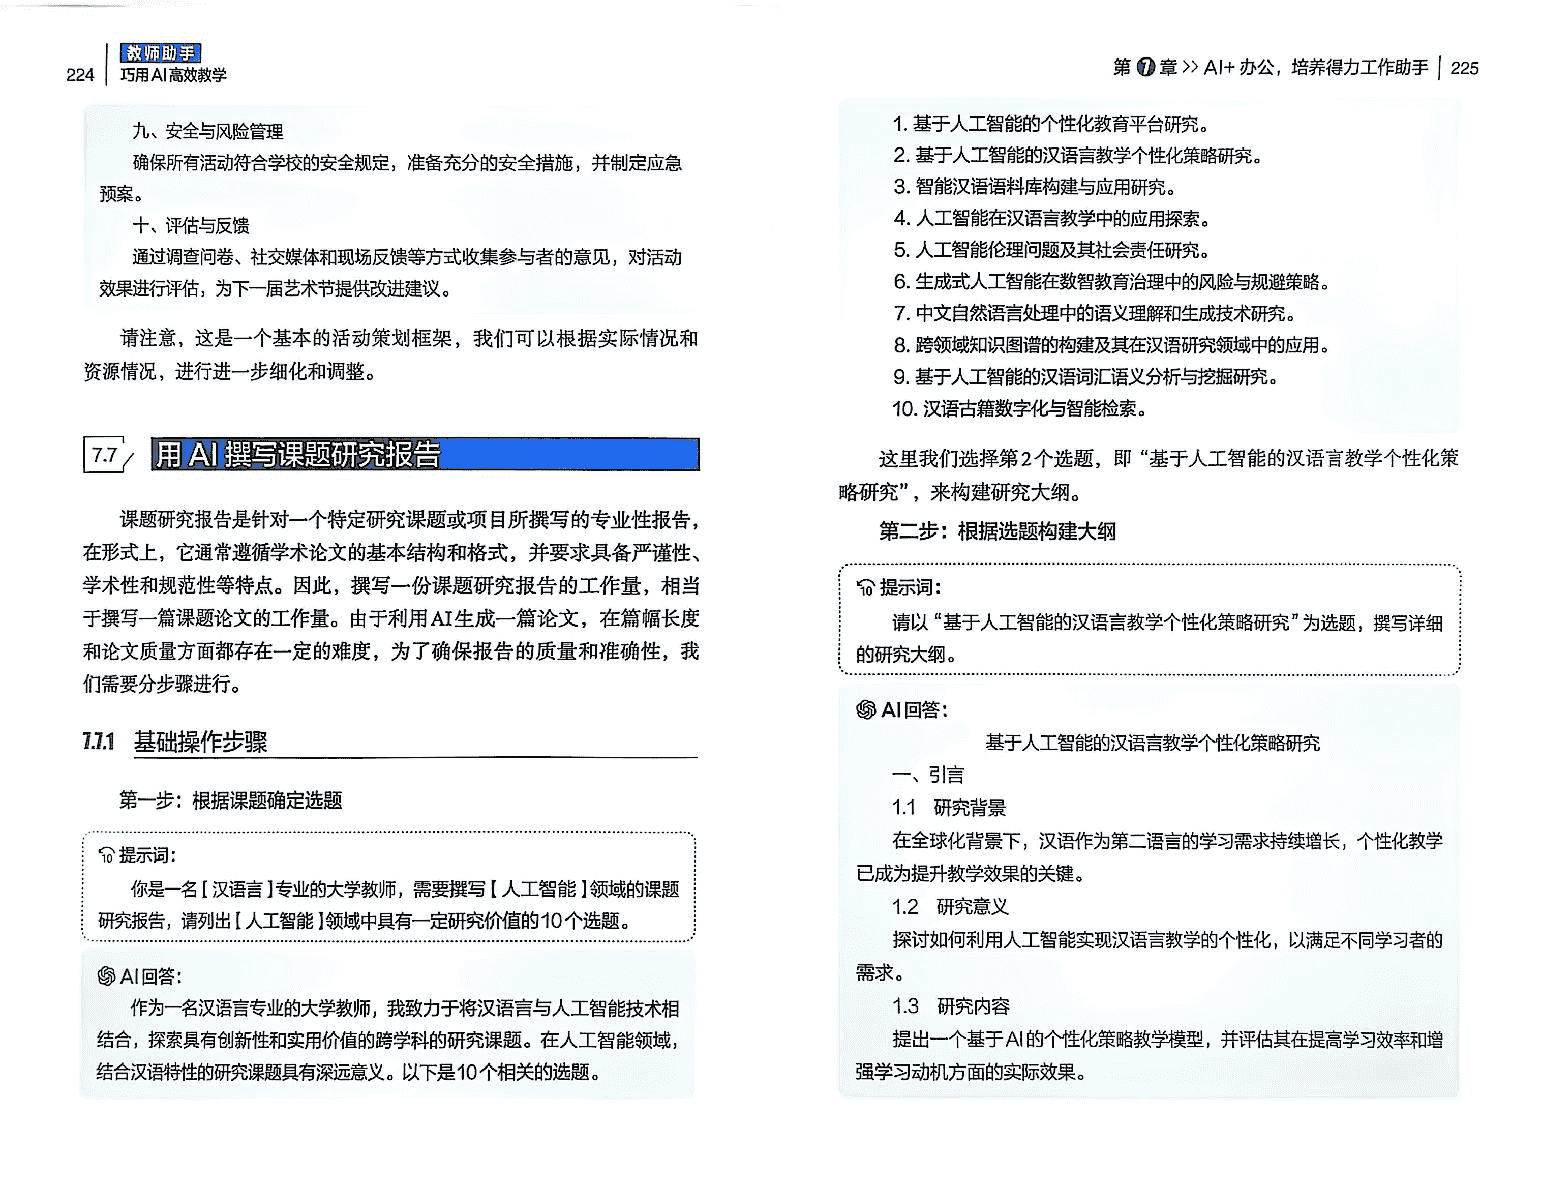 224
教师助手
巧用AI高效教学
九、安全与风险管理
确保所有活动符合学校的安全规定，准备充分的安全措施，并制定应急
预案。
十、评估与反馈
通过调查问卷、社交媒体和现场反馈等方式收集参与者的意见，对活动
效果进行评估，为下一届艺术节提供改进建议。
请注意，这是一个基本的活动策划框架，我们可以根据实际情况和
资源情况，进行进一步细化和调整。
7.7 用AI撰写课题研究报告
课题研究报告是针对一个特定研究课题或项目所撰写的专业性报告，
在形式上，它通常遵循学术论文的基本结构和格式，并要求具备严谨性、
学术性和规范性等特点。因此，撰写一份课题研究报告的工作量，相当
于撰写一篇课题论文的工作量。由于利用AI生成一篇论文，在篇幅长度
和论文质量方面都存在一定的难度，为了确保报告的质量和准确性，我
们需要分步骤进行。
7.7.1 基础操作步骤
第一步：根据课题确定选题
提示词：
你是一名【汉语言】专业的大学教师，需要撰写【人工智能】领域的课题
研究报告，请列出【人工智能】领域中具有一定研究价值的10个选题。
AI回答：
作为一名汉语言专业的大学教师，我致力于将汉语言与人工智能技术相
结合，探索具有创新性和实用价值的跨学科的研究课题。在人工智能领域，
结合汉语特性的研究课题具有深远意义。以下是10个相关的选题。
第7章 >> AI+办公，培养得力工作助手 225
1. 基于人工智能的个性化教育平台研究。
2. 基于人工智能的汉语言教学个性化策略研究。
3. 智能汉语语料库构建与应用研究。
4. 人工智能在汉语言教学中的应用探索。
5. 人工智能伦理问题及其社会责任研究。
6. 生成式人工智能在数智教育治理中的风险与规避策略。
7. 中文自然语言处理中的语义理解和生成技术研究。
8. 跨领域知识图谱的构建及其在汉语研究领域中的应用。
9. 基于人工智能的汉语词汇语义分析与挖掘研究。
10. 汉语古籍数字化与智能检索。
这里我们选择第2个选题，即“基于人工智能的汉语言教学个性化策
略研究”，来构建研究大纲。
第二步：根据选题构建大纲
提示词：
请以“基于人工智能的汉语言教学个性化策略研究”为选题，撰写详细
的研究大纲。
AI回答：
基于人工智能的汉语言教学个性化策略研究
一、引言
1.1 研究背景
在全球化背景下，汉语作为第二语言的学习需求持续增长，个性化教学
已成为提升教学效果的关键。
1.2 研究意义
探讨如何利用人工智能实现汉语言教学的个性化，以满足不同学习者的
需求。
1.3 研究内容
提出一个基于AI的个性化策略教学模型，并评估其在提高学习效率和增
强学习动机方面的实际效果。